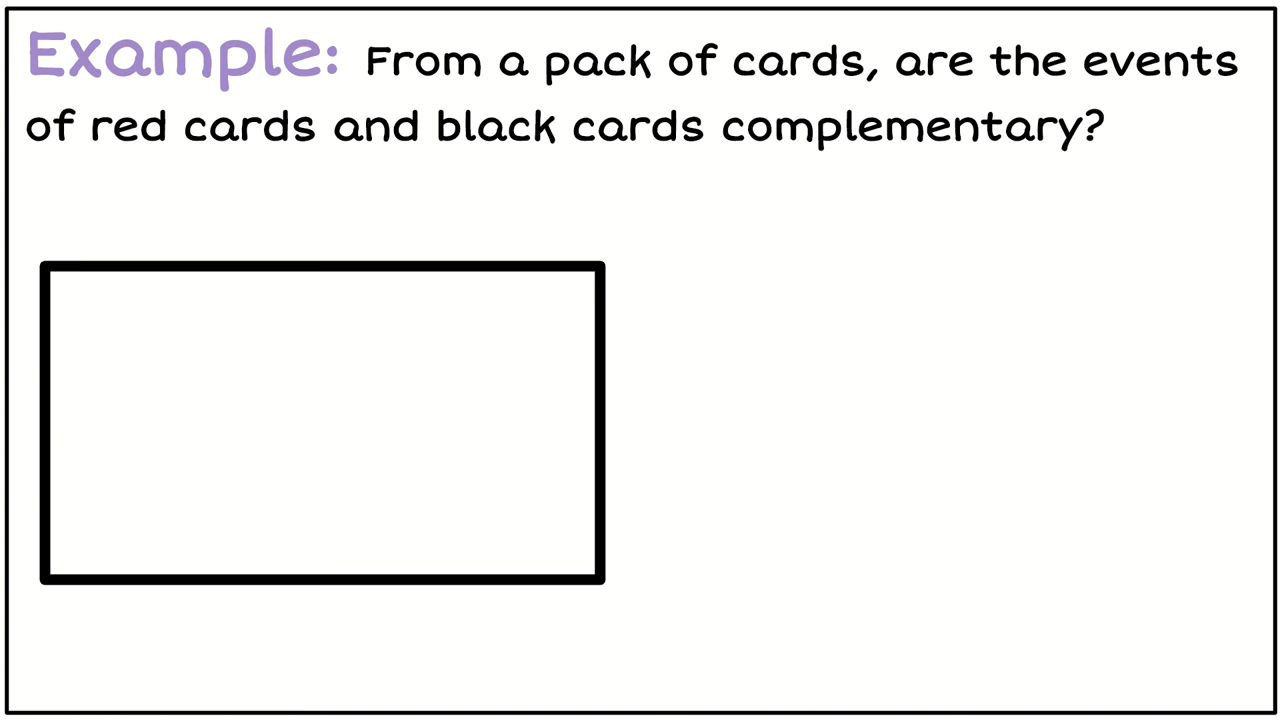 Example: From a pack of cards, are the events
of red cards and black cards complementary?